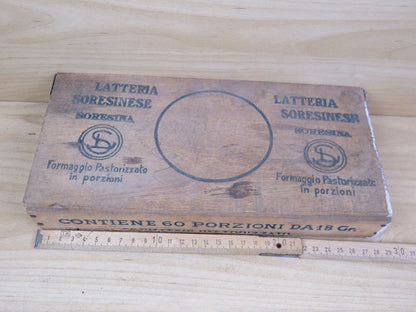 LATTERIA
SORESINESE
SORESINA
Formaggio Pastorizzato
in porzioni
LATTERIA
SORESINESE
SORESINA
Formaggio Pastorizzato
in porzioni
CONTIENE 60 PORZIONI DA 18 Gr.